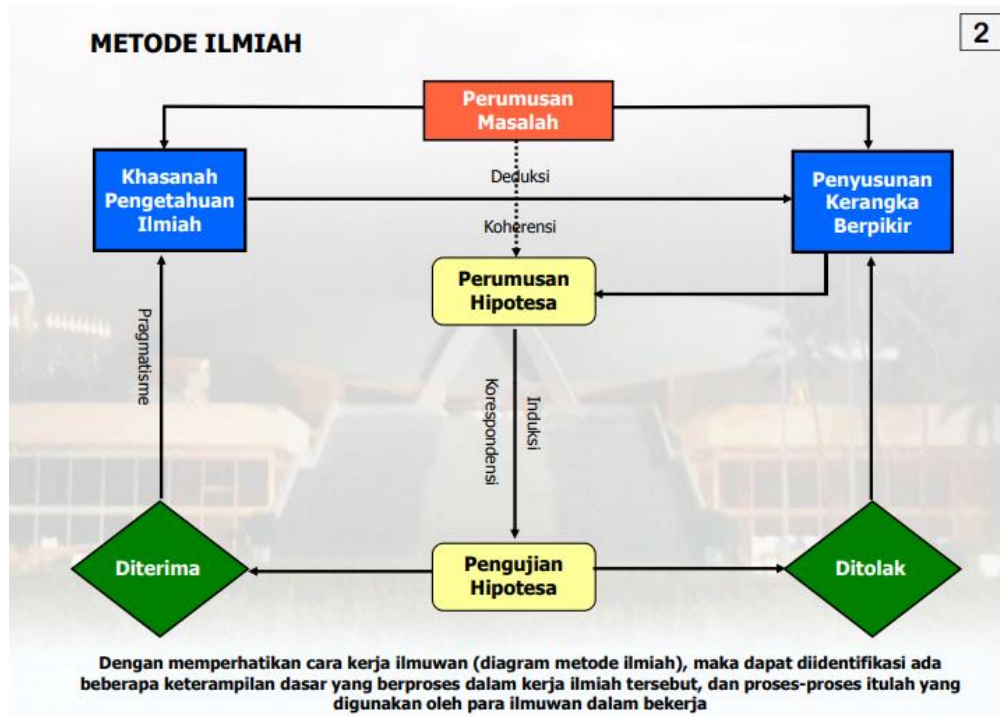 METODE ILMIAH
2
Perumusan
Masalah
Khasanah
Pengetahuan
Ilmiah
Deduksi
Koherensi
Penyusunan
Kerangka
Berpikir
Perumusan
Hipotesa
Pragmatisme
Korespondensi
Induksi
Diterima
Pengujian
Hipotesa
Ditolak
Dengan memperhatikan cara kerja ilmuwan (diagram metode ilmiah), maka dapat diidentifikasi ada
beberapa keterampilan dasar yang berproses dalam kerja ilmiah tersebut, dan proses-proses itulah yang
digunakan oleh para ilmuwan dalam bekerja